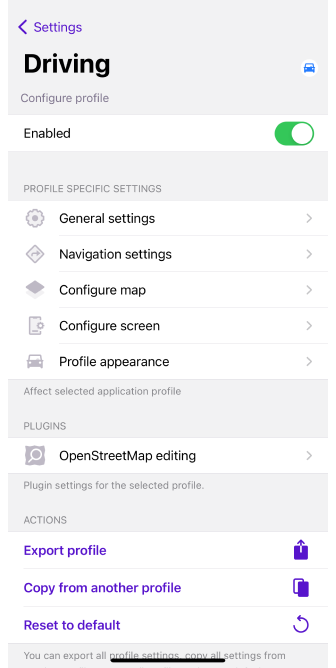 Settings
Driving
Configure profile
Enabled
PROFILE SPECIFIC SETTINGS
General settings
Navigation settings
Configure map
Configure screen
Profile appearance
Affect selected application profile
PLUGINS
OpenStreetMap editing
Plugin settings for the selected profile.
ACTIONS
Export profile
Copy from another profile
Reset to default
You can export all profile settings, copy all settings from